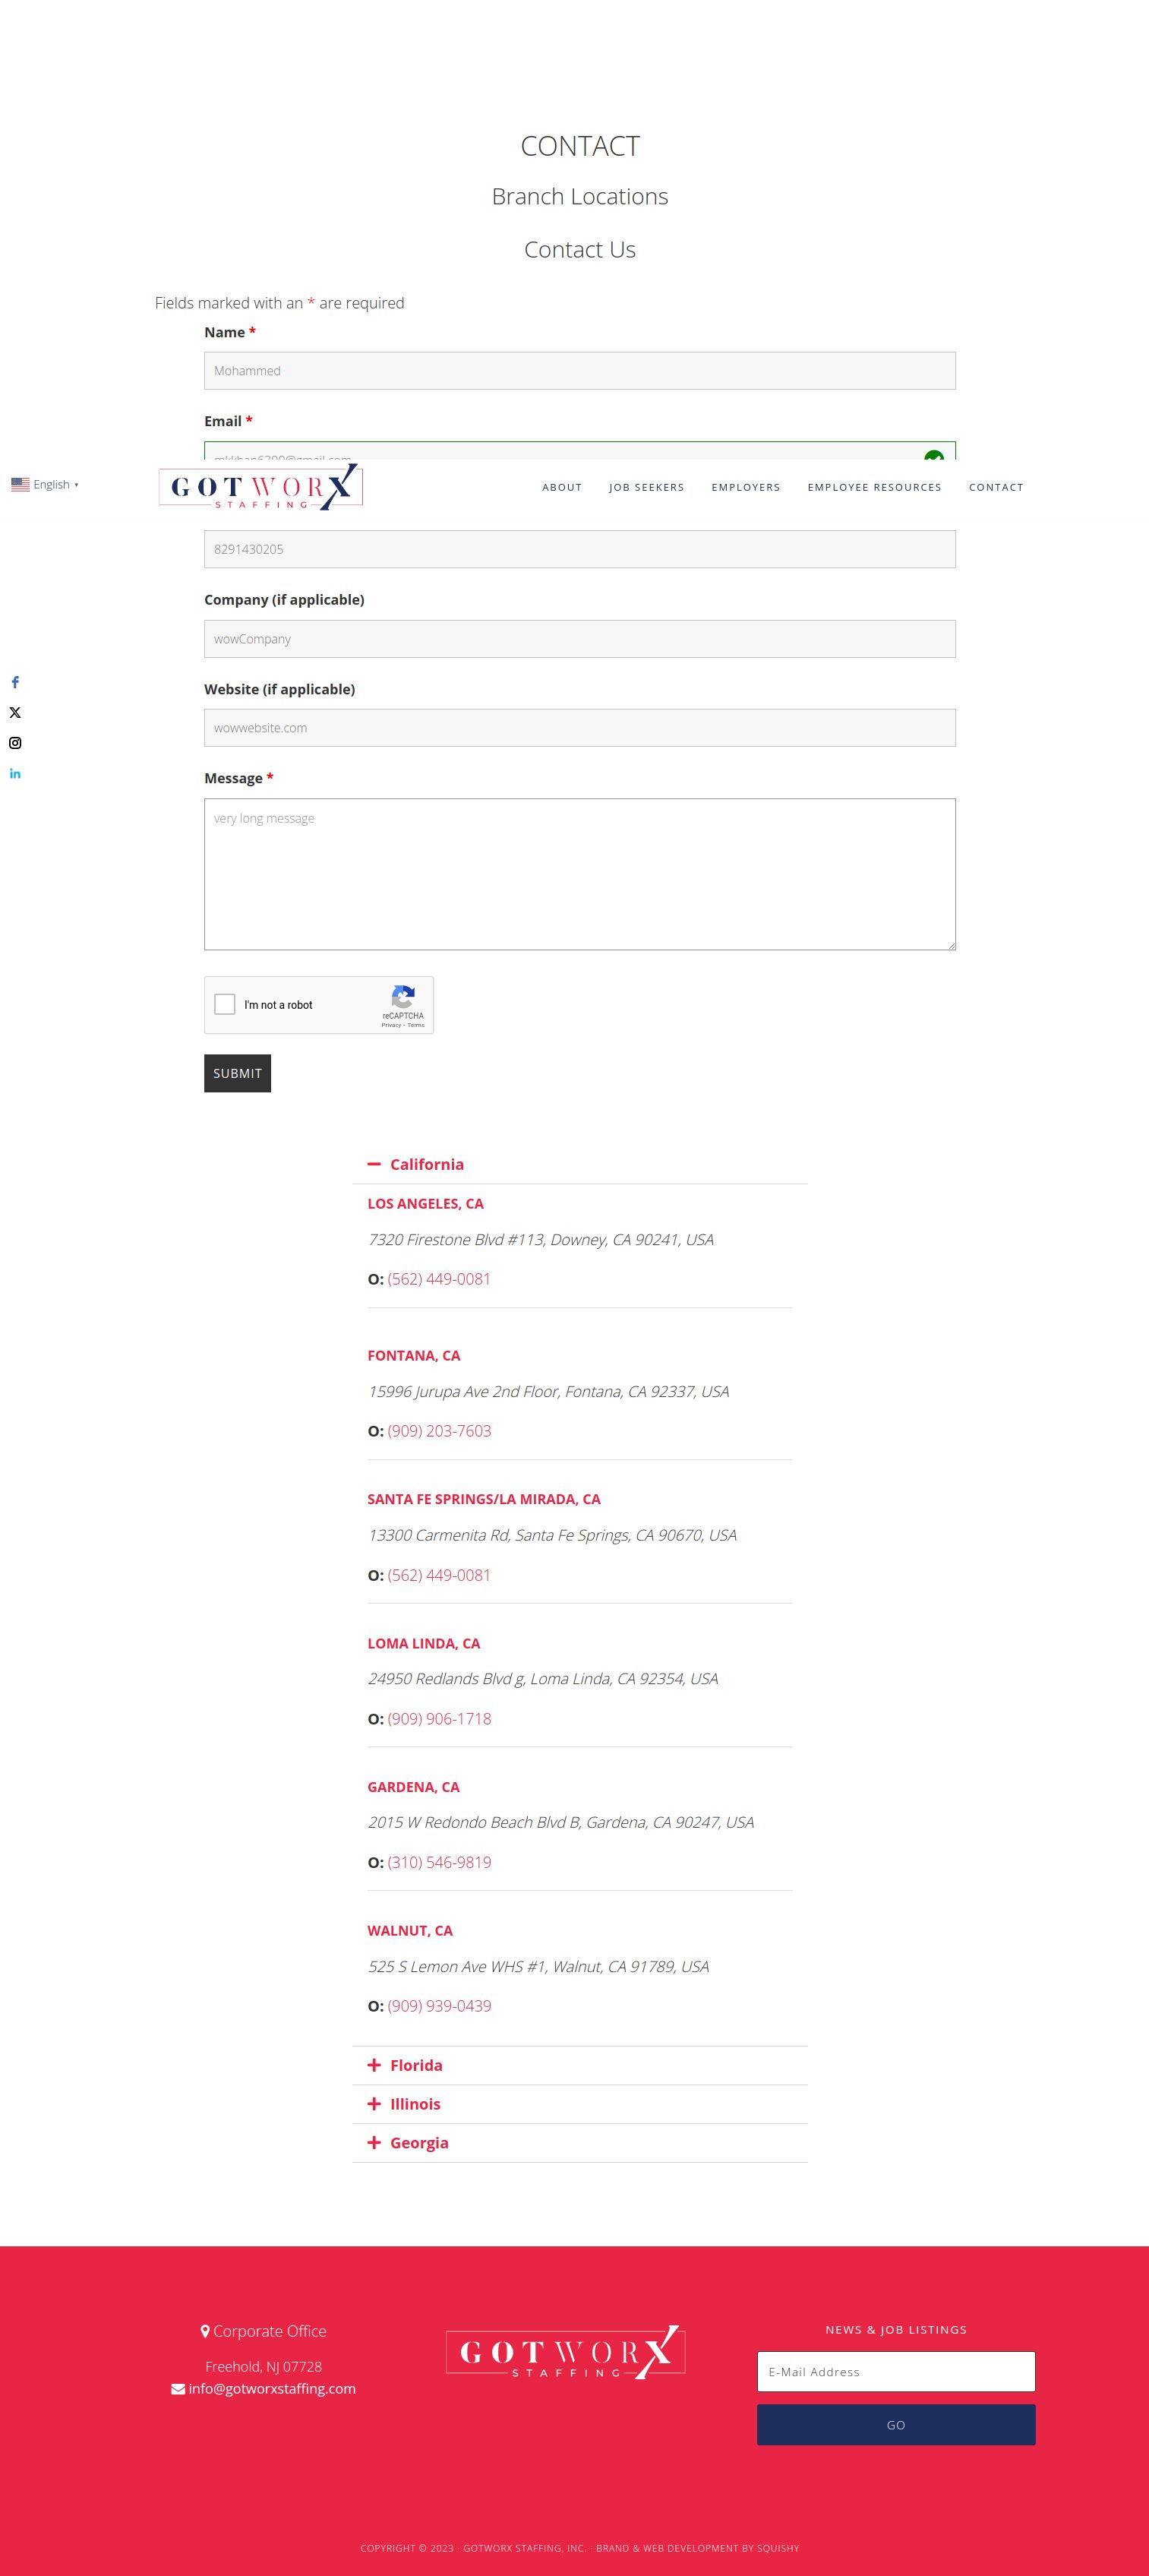 CONTACT
Branch Locations
Contact Us
Fields marked with an * are required
Name *
Mohammed
Email *
English ▼
GOTWORX
STAFFING
ABOUT JOB SEEKERS EMPLOYERS EMPLOYEE RESOURCES CONTACT
8291430205
Company (if applicable)
wowCompany
Website (if applicable)
wowwebsite.com
Message *
very long message
I'm not a robot
reCAPTCHA
Privacy - Terms
SUBMIT
California
LOS ANGELES, CA
7320 Firestone Blvd #113, Downey, CA 90241, USA
O: (562) 449-0081
FONTANA, CA
15996 Jurupa Ave 2nd Floor, Fontana, CA 92337, USA
O: (909) 203-7603
SANTA FE SPRINGS/LA MIRADA, CA
13300 Carmenita Rd, Santa Fe Springs, CA 90670, USA
O: (562) 449-0081
LOMA LINDA, CA
24950 Redlands Blvd g, Loma Linda, CA 92354, USA
O: (909) 906-1718
GARDENA, CA
2015 W Redondo Beach Blvd B, Gardena, CA 90247, USA
O: (310) 546-9819
WALNUT, CA
525 S Lemon Ave WHS #1, Walnut, CA 91789, USA
O: (909) 939-0439
Florida
Illinois
Georgia
Corporate Office
Freehold, NJ 07728
info@gotworxstaffing.com
GOTWORX
STAFFING
NEWS & JOB LISTINGS
E-Mail Address
GO
COPYRIGHT © 2023 · GOTWORX STAFFING, INC. · BRAND & WEB DEVELOPMENT BY SQUISHY